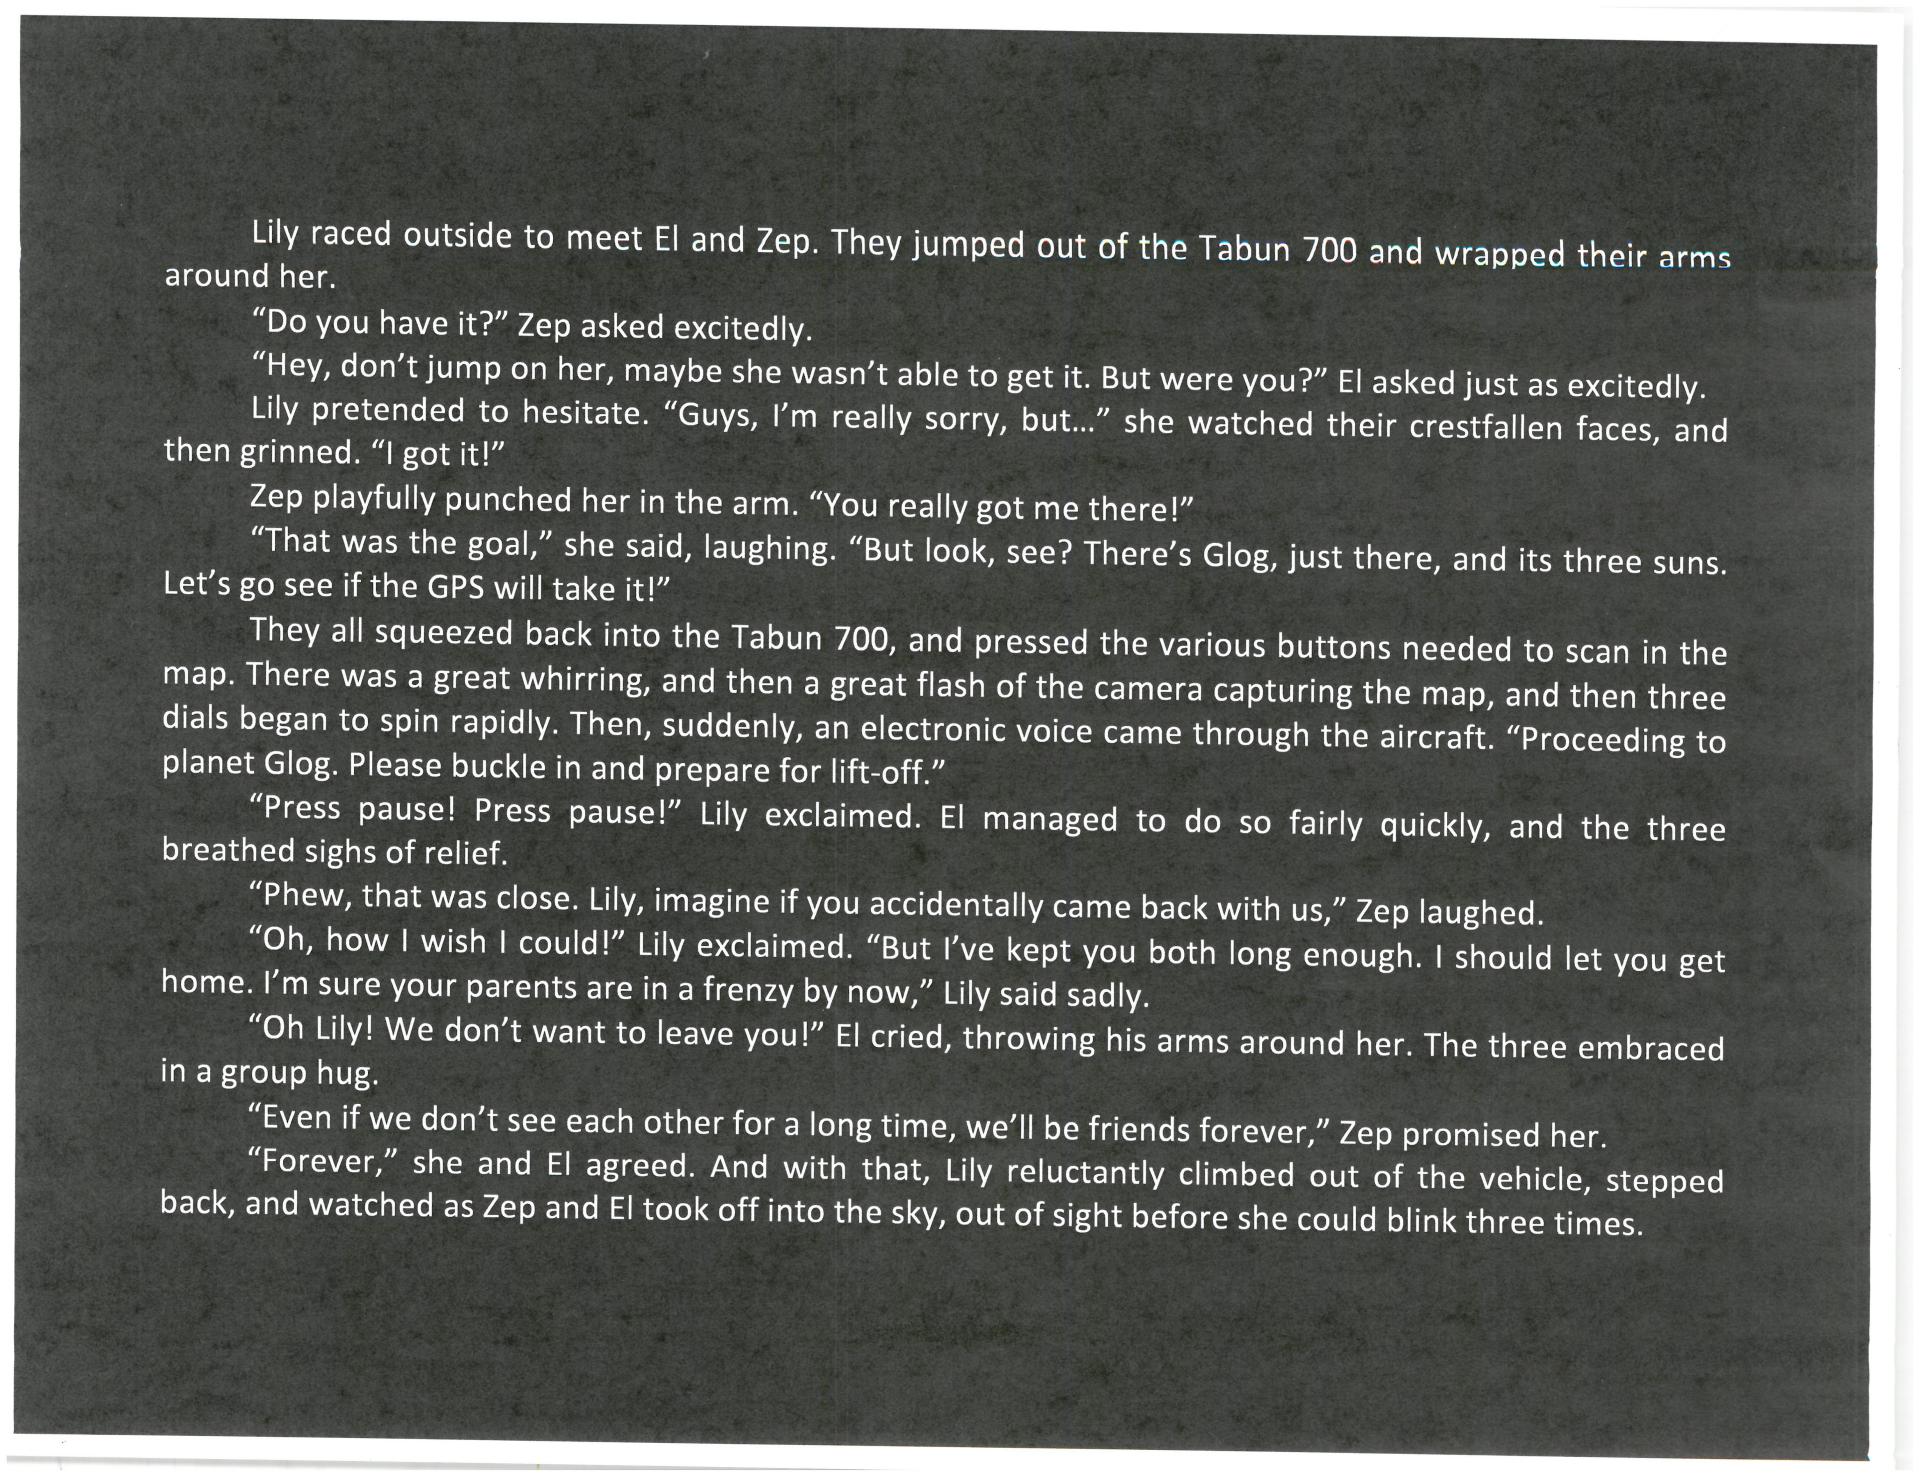 Lily raced outside to meet El and Zep. They jumped out of the Tabun 700 and wrapped their arms
around her.
“Do you have it?” Zep asked excitedly.
“Hey, don’t jump on her, maybe she wasn’t able to get it. But were you?” El asked just as excitedly.
Lily pretended to hesitate. “Guys, I’m really sorry, but...” she watched their crestfallen faces, and
then grinned. “I got it!”
Zep playfully punched her in the arm. “You really got me there!”
“That was the goal,” she said, laughing. “But look, see? There’s Glog, just there, and its three suns.
Let’s go see if the GPS will take it!”
They all squeezed back into the Tabun 700, and pressed the various buttons needed to scan in the
map. There was a great whirring, and then a great flash of the camera capturing the map, and then three
dials began to spin rapidly. Then, suddenly, an electronic voice came through the aircraft. “Proceeding to
planet Glog. Please buckle in and prepare for lift-off.”
“Press pause! Press pause!” Lily exclaimed. El managed to do so fairly quickly, and the three
breathed sighs of relief.
“Phew, that was close. Lily, imagine if you accidentally came back with us,” Zep laughed.
“Oh, how I wish I could!” Lily exclaimed. “But I’ve kept you both long enough. I should let you get
home. I’m sure your parents are in a frenzy by now,” Lily said sadly.
“Oh Lily! We don’t want to leave you!” El cried, throwing his arms around her. The three embraced
in a group hug.
“Even if we don’t see each other for a long time, we’ll be friends forever,” Zep promised her.
“Forever,” she and El agreed. And with that, Lily reluctantly climbed out of the vehicle, stepped
back, and watched as Zep and El took off into the sky, out of sight before she could blink three times.